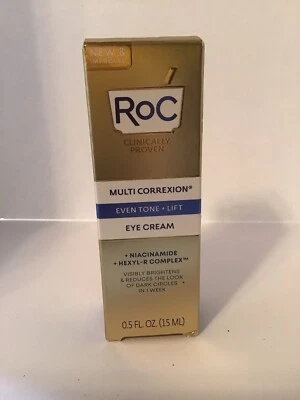 NEW &
RoC
CLINICALLY
PROVEN
MULTI CORREXION®
EVEN TONE + LIFT
EYE CREAM
+ NIACINAMIDE
+ HEXYL-R COMPLEX™
VISIBLY BRIGHTENS
& REDUCES THE LOOK
OF DARK CIRCLES
IN 1 WEEK
0.5 FL. OZ. (15 ML)